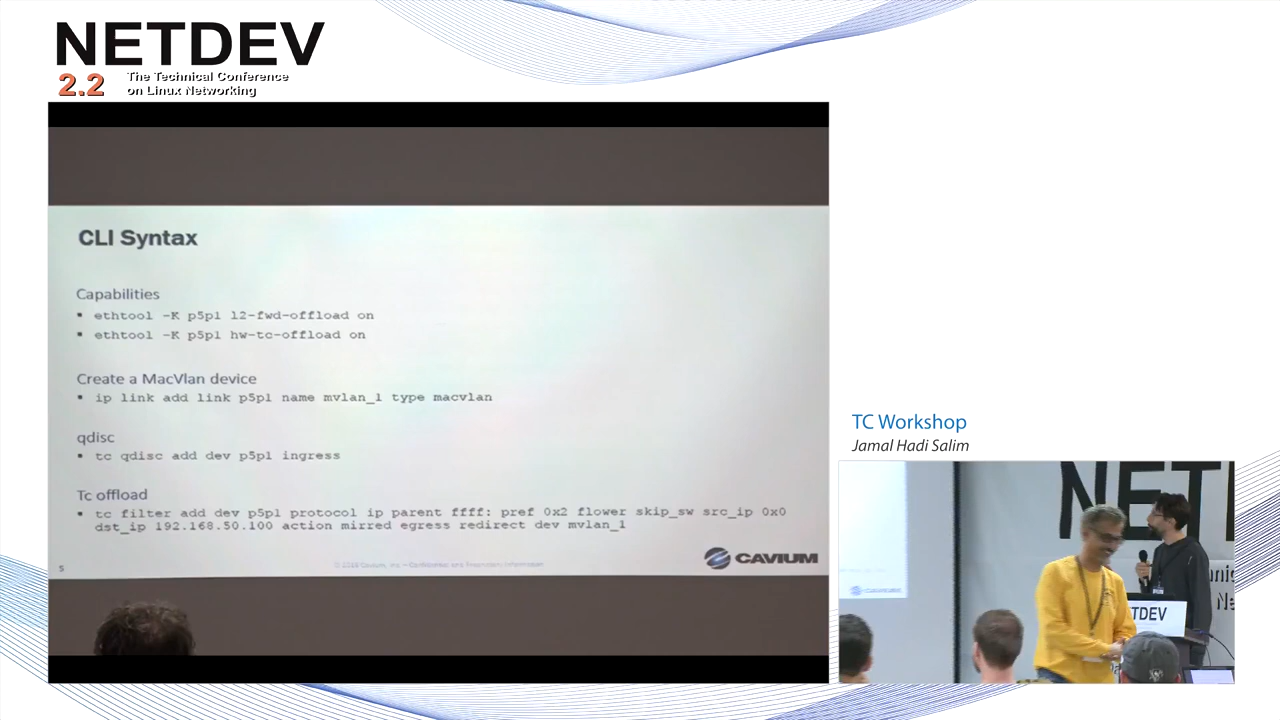 NETDEV
2.2
The Technical Conference
on Linux Networking
CLI Syntax
Capabilities
▪ ethtool -K p5p1 l2-fwd-offload on
▪ ethtool -K p5p1 hw-tc-offload on
Create a MacVlan device
▪ ip link add link p5p1 name mvlan_1 type macvlan
qdisc
▪ tc qdisc add dev p5p1 ingress
Tc offload
▪ tc filter add dev p5p1 protocol ip parent ffff: pref 0x2 flower skip_sw src_ip 0x0
dst_ip 192.168.50.100 action mirred egress redirect dev mvlan_1
5
CAVIUM
TC Workshop
Jamal Hadi Salim
NET
TDEV